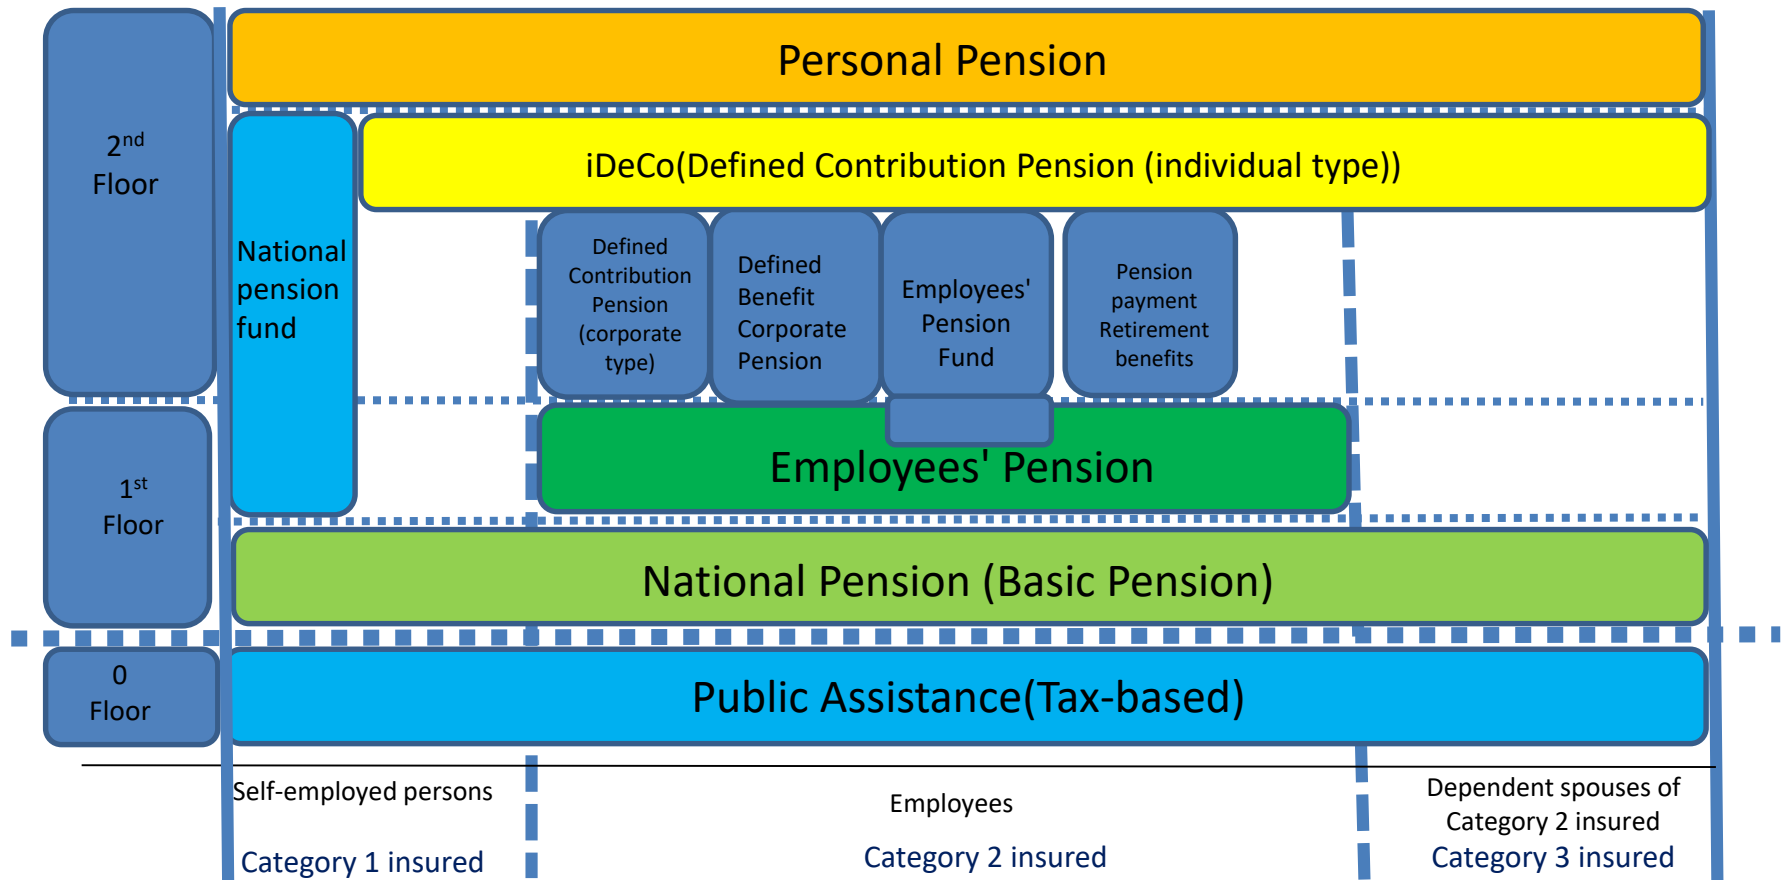 Personal Pension
2nd
Floor
iDeCo(Defined Contribution Pension (individual type))
National
pension
fund
Defined
Contribution
Pension
(corporate
type)
Defined
Benefit
Corporate
Pension
Employees'
Pension
Fund
Pension
payment
Retirement
benefits
1st
Floor
Employees' Pension
National Pension (Basic Pension)
0
Floor
Public Assistance(Tax-based)
Self-employed persons
Category 1 insured
Employees
Category 2 insured
Dependent spouses of
Category 2 insured
Category 3 insured